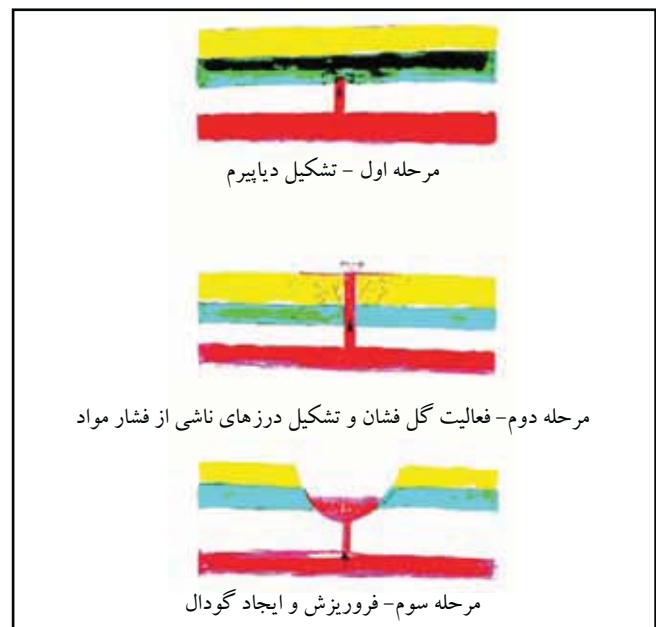 مرحله اول – تشکیل دیاپیرم
مرحله دوم– فعالیت گل فشان و تشکیل درزهای ناشی از فشار مواد
مرحله سوم– فروریزش و ایجاد گودال